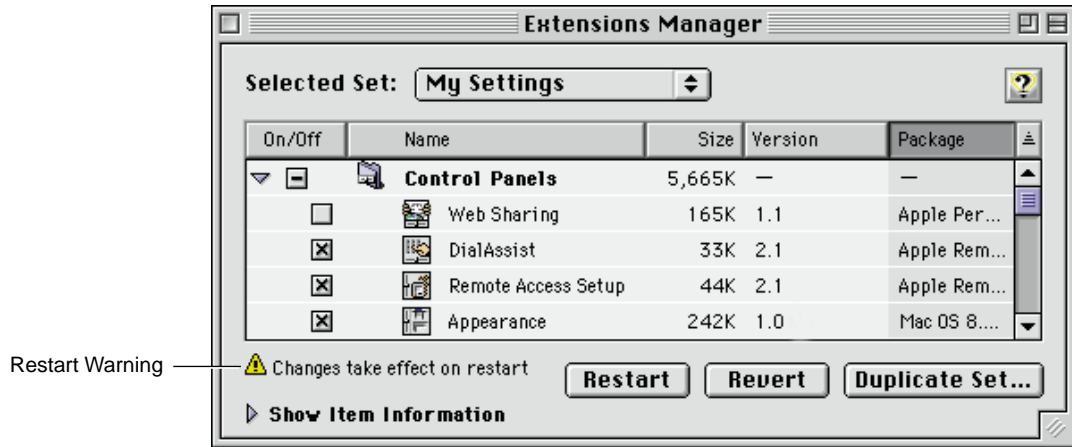 Extensions Manager
Selected Set: My Settings
On/Off Name Size Version Package
Control Panels 5,665K — —
Web Sharing 165K 1.1 Apple Per...
DialAssist 33K 2.1 Apple Rem...
Remote Access Setup 44K 2.1 Apple Rem...
Appearance 242K 1.0 Mac OS 8....
Restart Warning
Changes take effect on restart
Restart Revert Duplicate Set...
Show Item Information